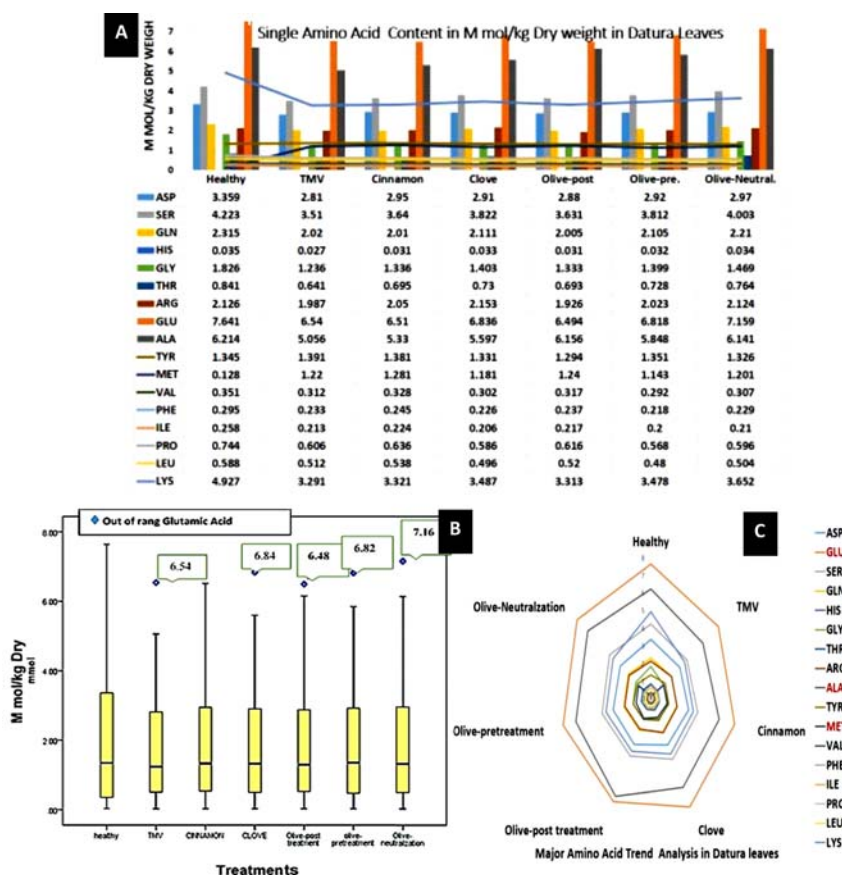 A
Single Amino Acid Content in M mol/kg Dry weight in Datura Leaves
M MOL/KG DRY WEIGH
7
6
5
4
3
2
1
0
Healthy TMV Cinnamon Clove Olive-post Olive-pre. Olive-Neutral.
ASP 3.359 2.81 2.95 2.91 2.88 2.92 2.97
SER 4.223 3.51 3.64 3.822 3.631 3.812 4.003
GLN 2.315 2.02 2.01 2.111 2.005 2.105 2.21
HIS 0.035 0.027 0.031 0.033 0.031 0.032 0.034
GLY 1.826 1.236 1.336 1.403 1.333 1.399 1.469
THR 0.841 0.641 0.695 0.73 0.693 0.728 0.764
ARG 2.126 1.987 2.05 2.153 1.926 2.023 2.124
GLU 7.641 6.54 6.51 6.836 6.494 6.818 7.159
ALA 6.214 5.056 5.33 5.597 6.156 5.848 6.141
TYR 1.345 1.391 1.381 1.331 1.294 1.351 1.326
MET 0.128 1.22 1.281 1.181 1.24 1.143 1.201
VAL 0.351 0.312 0.328 0.302 0.317 0.292 0.307
PHE 0.295 0.233 0.245 0.226 0.237 0.218 0.229
ILE 0.258 0.213 0.224 0.206 0.217 0.2 0.21
PRO 0.744 0.606 0.636 0.586 0.616 0.568 0.596
LEU 0.588 0.512 0.538 0.496 0.52 0.48 0.504
LYS 4.927 3.291 3.321 3.487 3.313 3.478 3.652
B
Out of rang Glutamic Acid
M mol/kg Dry
mmol
8.00
6.00
4.00
2.00
.00
6.54
6.84
6.48
6.82
7.16
healthy TMV CINNAMON CLOVE Olive-post treatment olive-pretreatment Olive-neutralization
Treatments
C
Healthy
TMV
Cinnamon
Clove
Olive-post treatment
Olive-pretreatment
Olive-Neutralzation
Major Amino Acid Trend Analysis in Datura leaves
ASP
GLU
SER
GLN
HIS
GLY
THR
ARG
ALA
TYR
MET
VAL
PHE
ILE
PRO
LEU
LYS